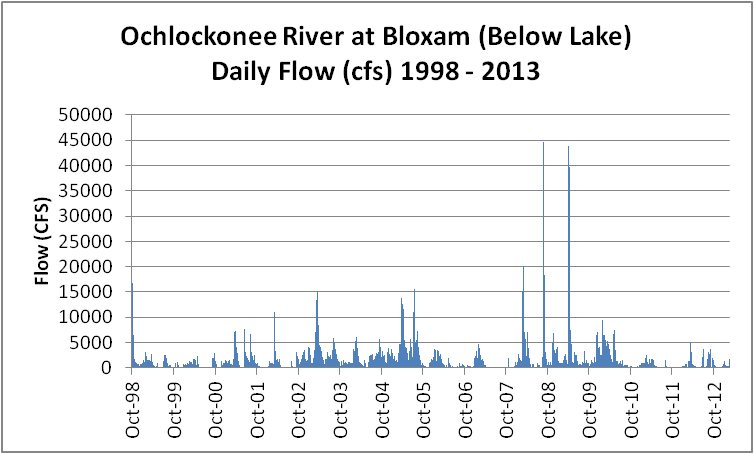 Ochlockonee River at Bloxam (Below Lake)
Daily Flow (cfs) 1998 - 2013
50000
45000
40000
35000
30000
25000
20000
15000
10000
5000
0
Flow (CFS)
Oct-98
Oct-99
Oct-00
Oct-01
Oct-02
Oct-03
Oct-04
Oct-05
Oct-06
Oct-07
Oct-08
Oct-09
Oct-10
Oct-11
Oct-12